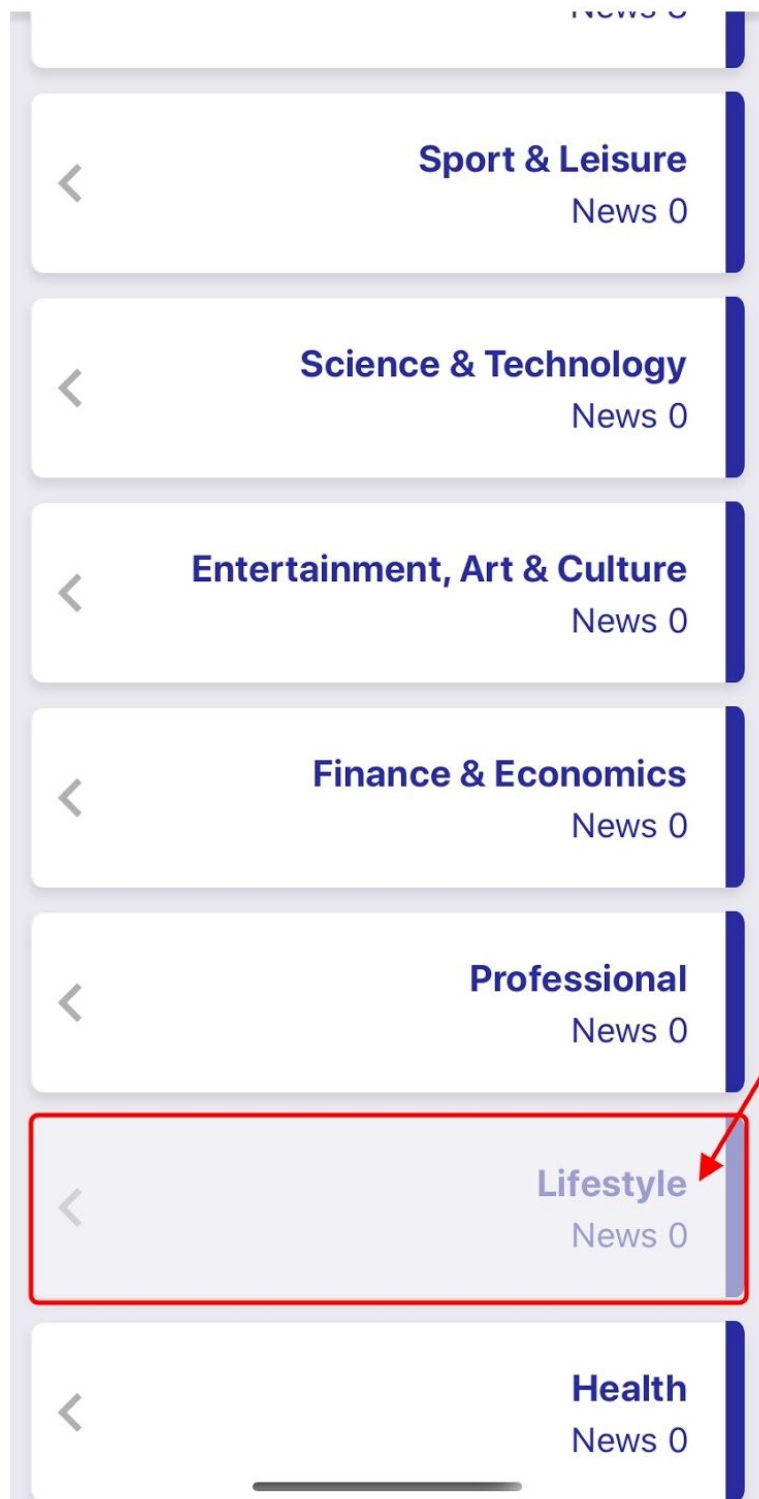 Sport & Leisure
News 0
Science & Technology
News 0
Entertainment, Art & Culture
News 0
Finance & Economics
News 0
Professional
News 0
Lifestyle
News 0
Health
News 0